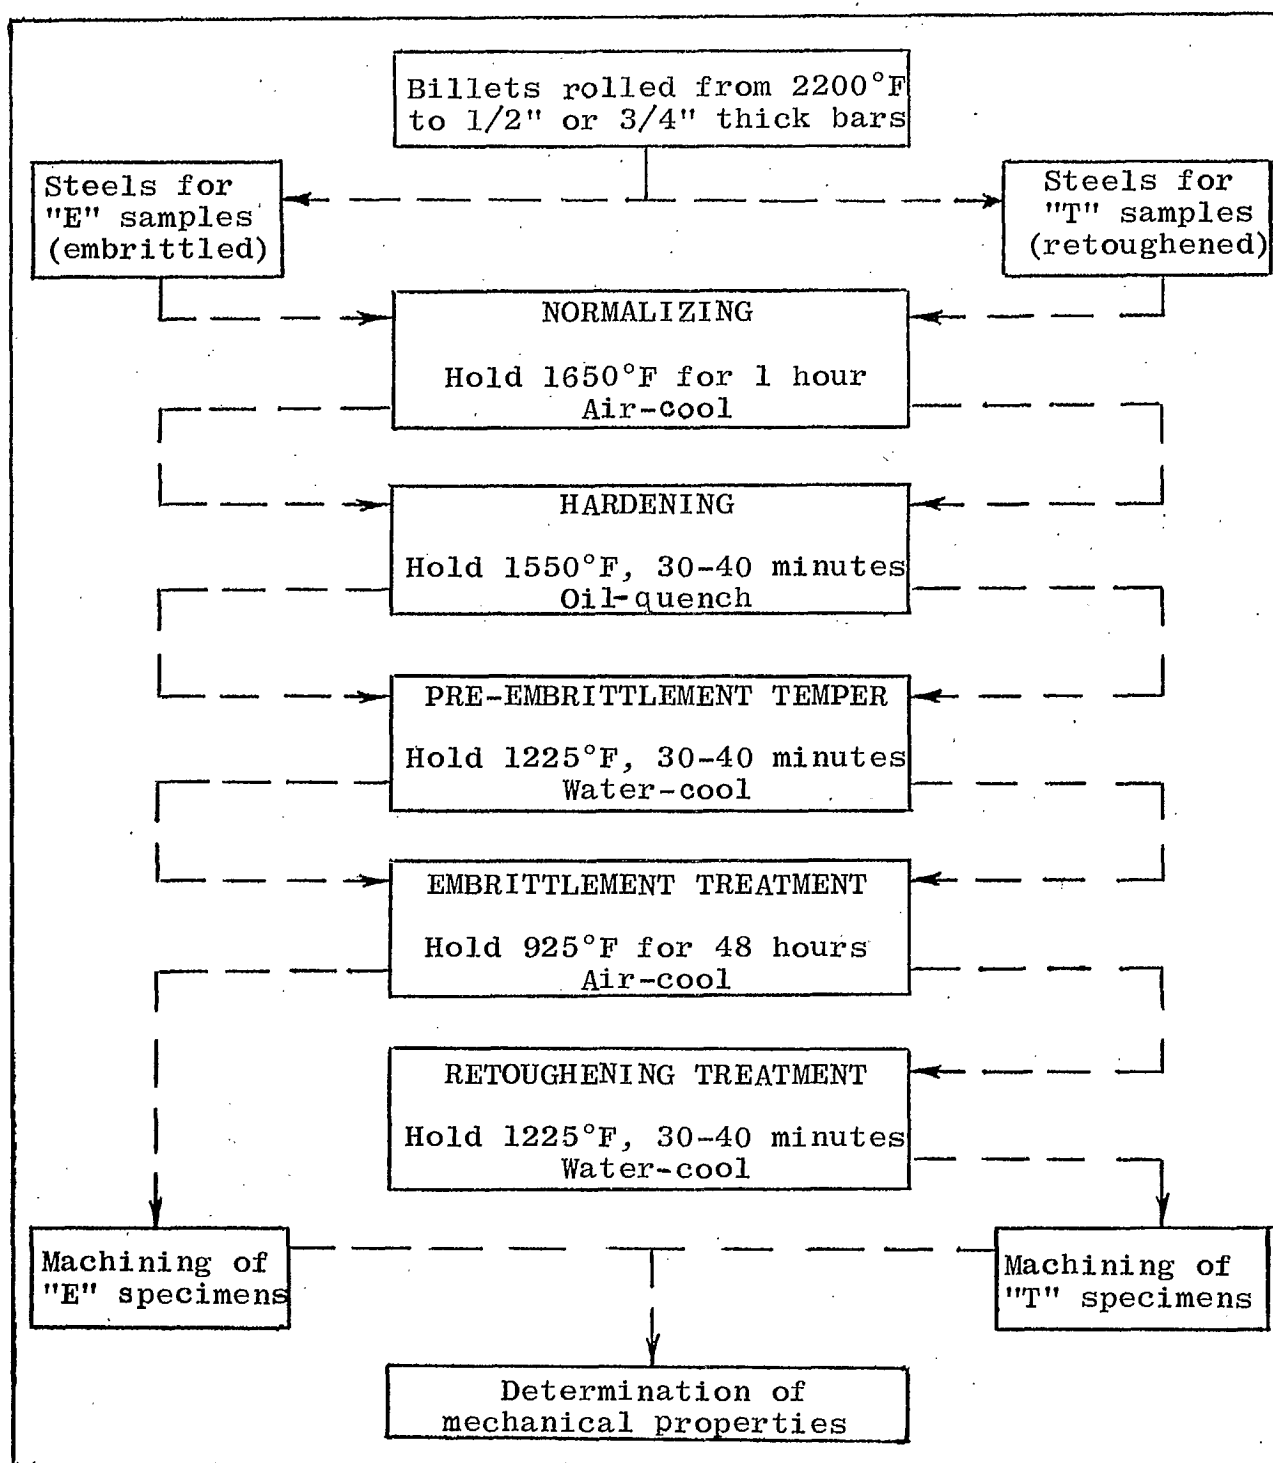 Billets rolled from 2200°F
to 1/2" or 3/4" thick bars
Steels for
"E" samples
(embrittled)
Steels for
"T" samples
(retoughened)
NORMALIZING
Hold 1650°F for 1 hour
Air-cool
HARDENING
Hold 1550°F, 30-40 minutes
Oil-quench
PRE-EMBRITTLEMENT TEMPER
Hold 1225°F, 30-40 minutes
Water-cool
EMBRITTLEMENT TREATMENT
Hold 925°F for 48 hours
Air-cool
RETOUGHENING TREATMENT
Hold 1225°F, 30-40 minutes
Water-cool
Machining of
"E" specimens
Machining of
"T" specimens
Determination of
mechanical properties